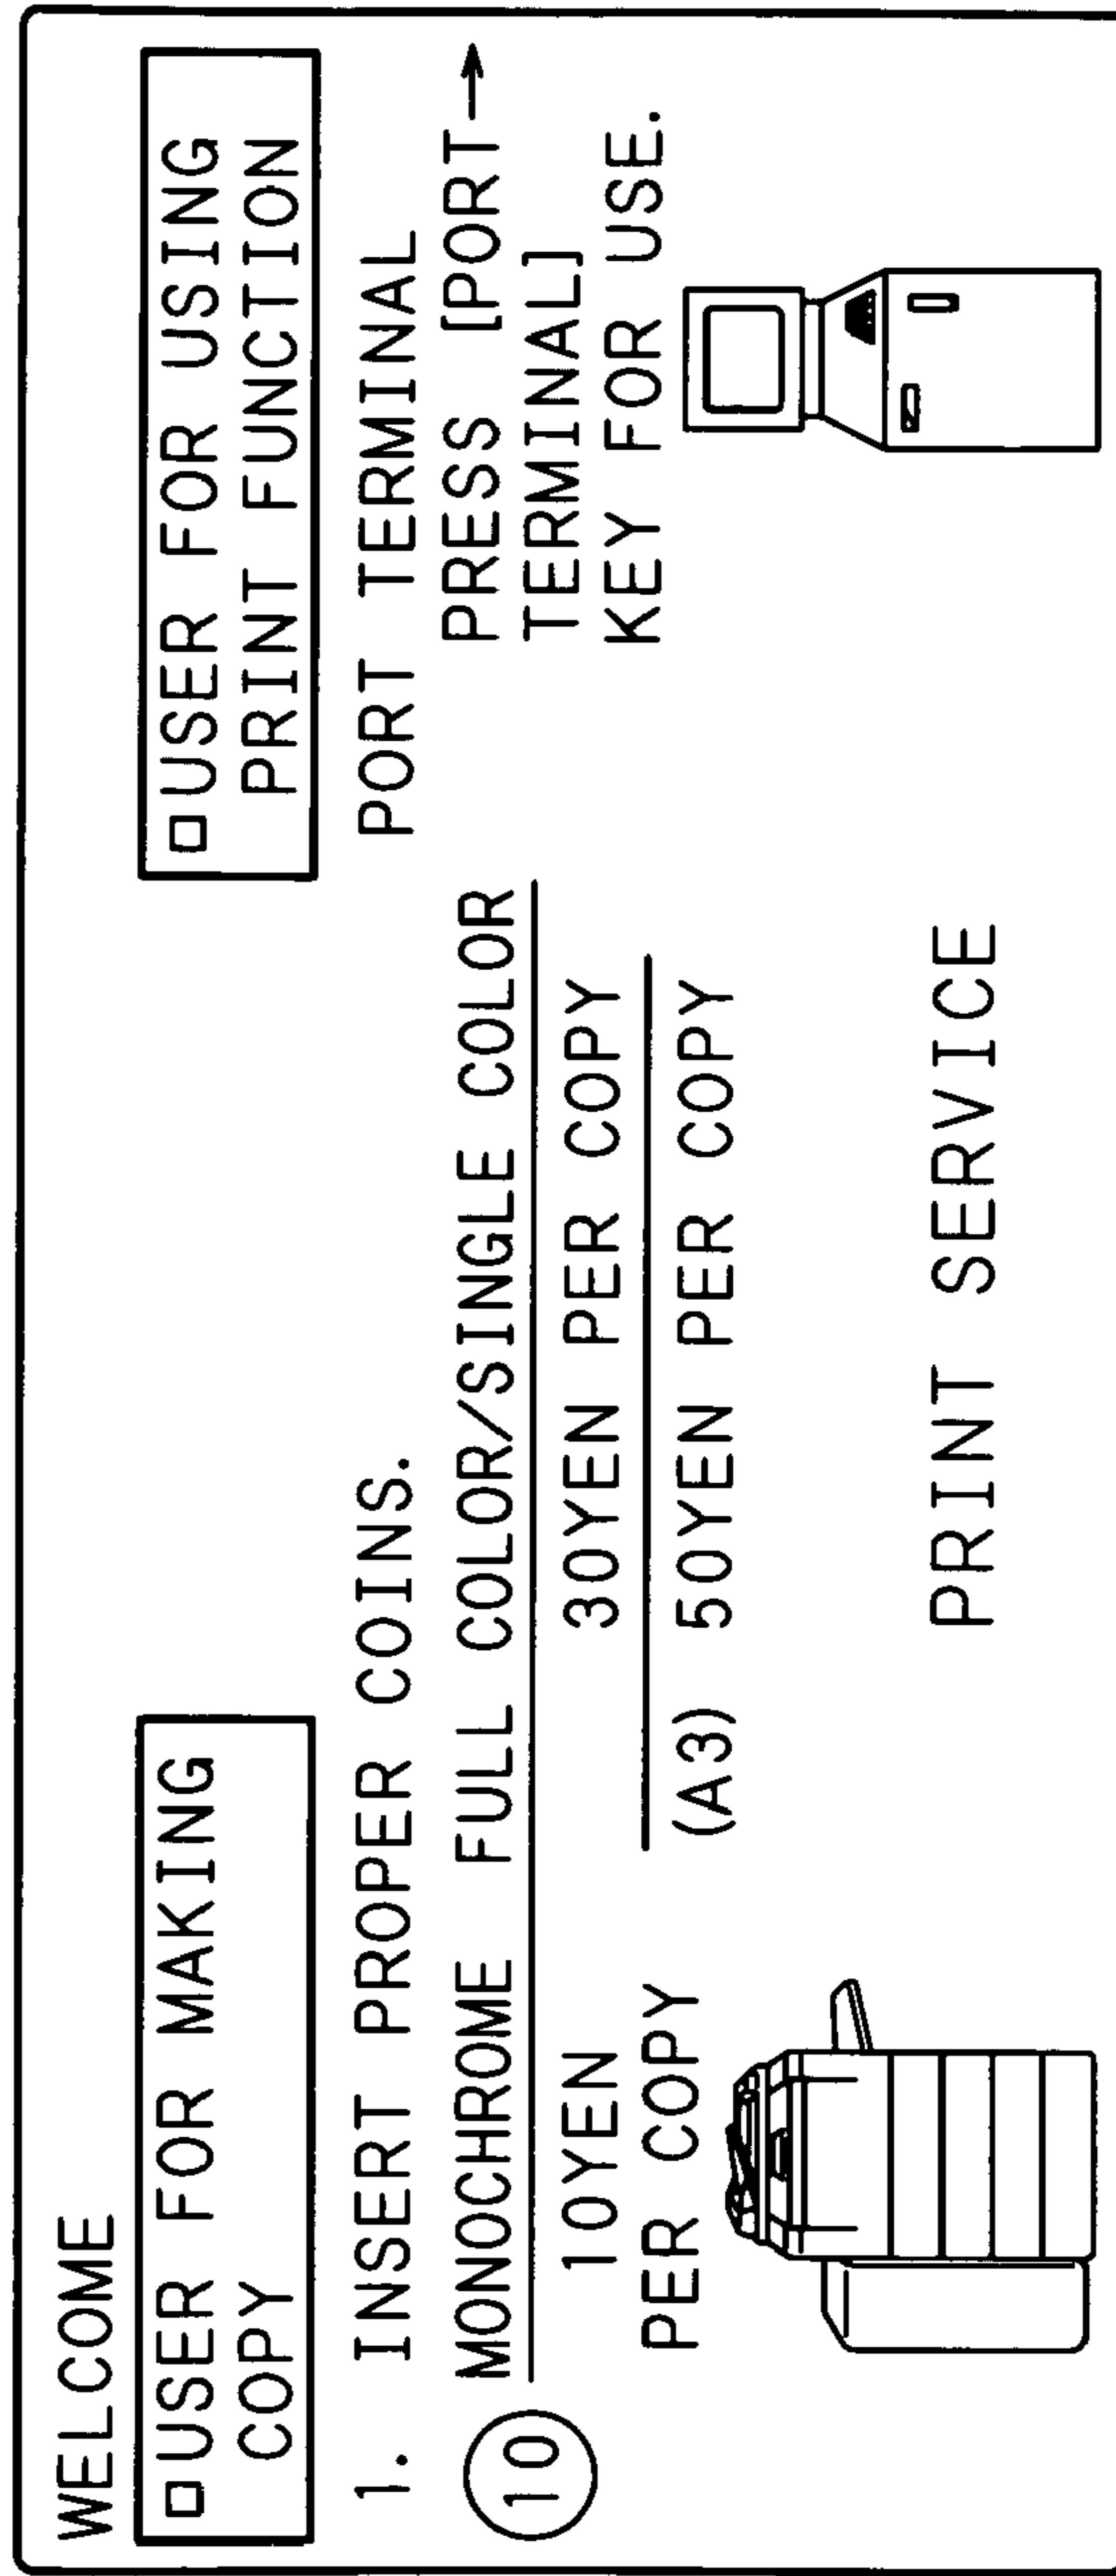 WELCOME
USER FOR MAKING
COPY
1. INSERT PROPER COINS.
10
MONOCHROME FULL COLOR/SINGLE COLOR
10YEN
PER COPY
30YEN PER COPY
(A3) 50YEN PER COPY
PRINT SERVICE
USER FOR USING
PRINT FUNCTION
PORT TERMINAL
PRESS [PORT→
TERMINAL]
KEY FOR USE.